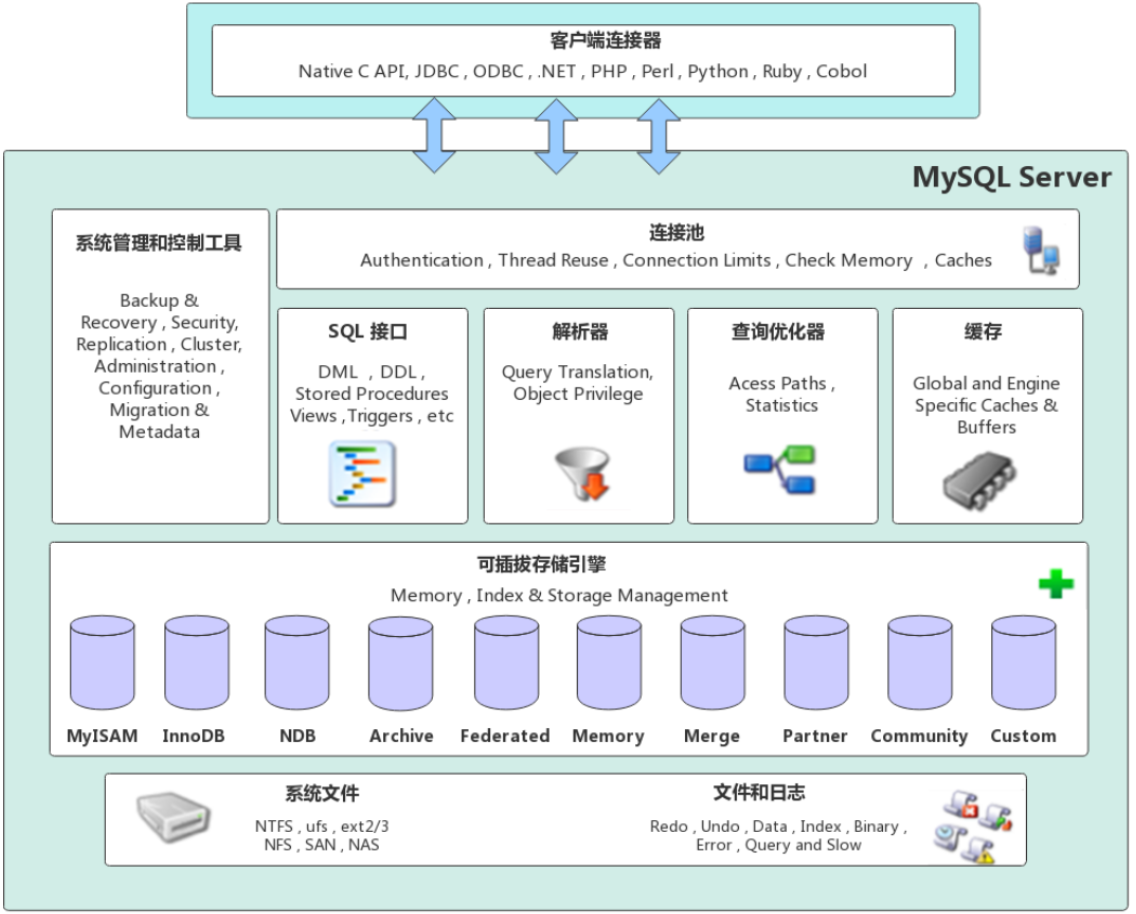 客户端连接器
Native C API, JDBC , ODBC , .NET , PHP , Perl , Python , Ruby , Cobol
MySQL Server
系统管理和控制工具
Backup &
Recovery , Security,
Replication , Cluster,
Administration ,
Configuration ,
Migration &
Metadata
连接池
Authentication , Thread Reuse , Connection Limits , Check Memory , Caches
SQL 接口
DML , DDL ,
Stored Procedures
Views ,Triggers , etc
解析器
Query Translation,
Object Privilege
查询优化器
Acess Paths ,
Statistics
缓存
Global and Engine
Specific Caches &
Buffers
可插拔存储引擎
Memory , Index & Storage Management
MyISAM
InnoDB
NDB
Archive
Federated
Memory
Merge
Partner
Community
Custom
系统文件
NTFS , ufs , ext2/3
NFS , SAN , NAS
文件和日志
Redo , Undo , Data , Index , Binary ,
Error , Query and Slow